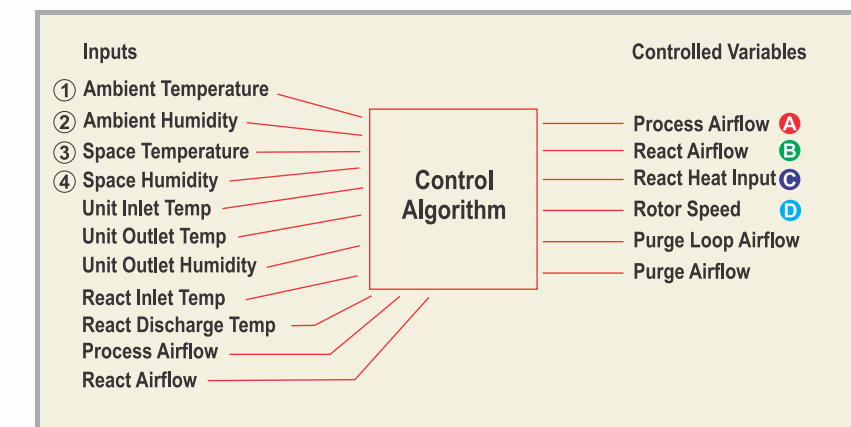 Inputs
Controlled Variables
① Ambient Temperature
② Ambient Humidity
③ Space Temperature
④ Space Humidity
Unit Inlet Temp
Unit Outlet Temp
Unit Outlet Humidity
React Inlet Temp
React Discharge Temp
Process Airflow
React Airflow
Control
Algorithm
Process Airflow A
React Airflow B
React Heat Input C
Rotor Speed D
Purge Loop Airflow
Purge Airflow